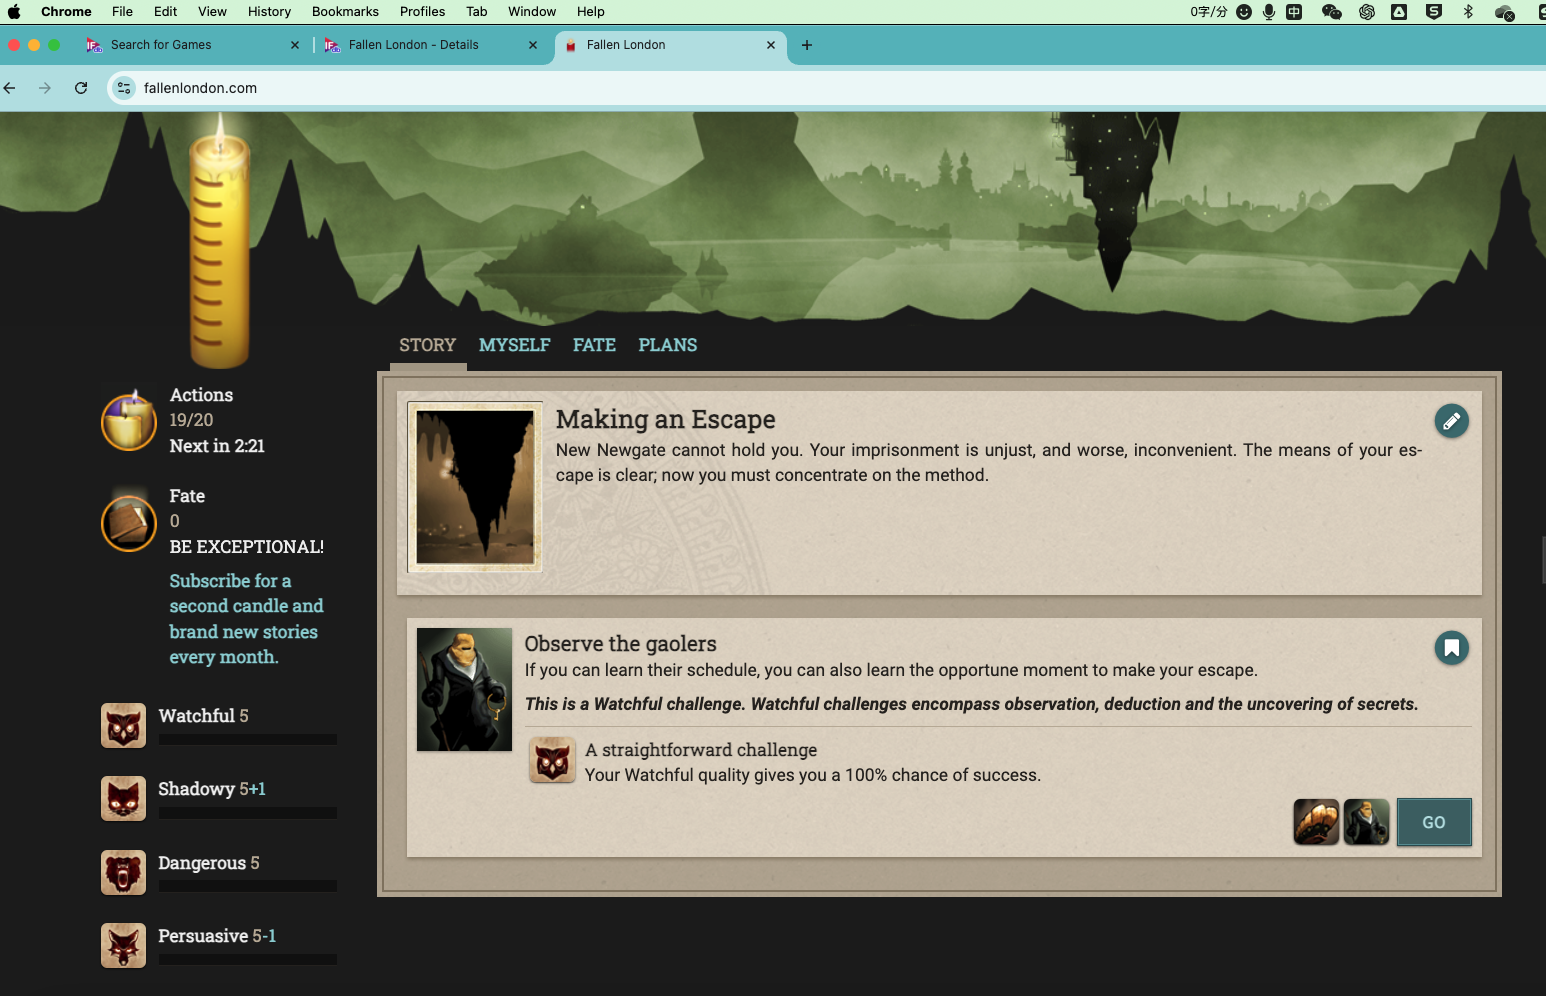 Chrome File Edit View History Bookmarks Profiles Tab Window Help 0字/分 中
Search for Games
Fallen London - Details
Fallen London
fallenlondon.com
STORY MYSELF FATE PLANS
Actions
19/20
Next in 2:21
Fate
0
BE EXCEPTIONAL!
Subscribe for a
second candle and
brand new stories
every month.
Watchful 5
Shadowy 5+1
Dangerous 5
Persuasive 5-1
Making an Escape
New Newgate cannot hold you. Your imprisonment is unjust, and worse, inconvenient. The means of your es-
cape is clear; now you must concentrate on the method.
Observe the gaolers
If you can learn their schedule, you can also learn the opportune moment to make your escape.
This is a Watchful challenge. Watchful challenges encompass observation, deduction and the uncovering of secrets.
A straightforward challenge
Your Watchful quality gives you a 100% chance of success.
GO